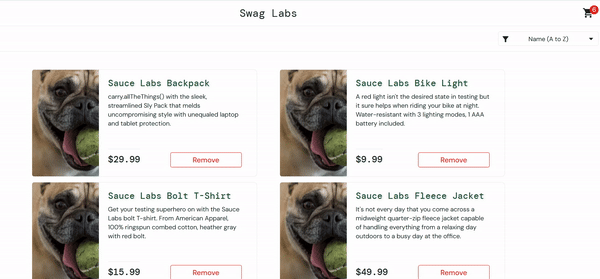 Swag Labs
6
Name (A to Z)
Sauce Labs Backpack
carry.allTheThings() with the sleek,
streamlined Sly Pack that melds
uncompromising style with unequaled laptop
and tablet protection.
$29.99
Remove
Sauce Labs Bike Light
A red light isn't the desired state in testing but
it sure helps when riding your bike at night.
Water-resistant with 3 lighting modes, 1 AAA
battery included.
$9.99
Remove
Sauce Labs Bolt T-Shirt
Get your testing superhero on with the Sauce
Labs bolt T-shirt. From American Apparel,
100% ringspun combed cotton, heather gray
with red bolt.
$15.99
Remove
Sauce Labs Fleece Jacket
It's not every day that you come across a
midweight quarter-zip fleece jacket capable
of handling everything from a relaxing day
outdoors to a busy day at the office.
$49.99
Remove